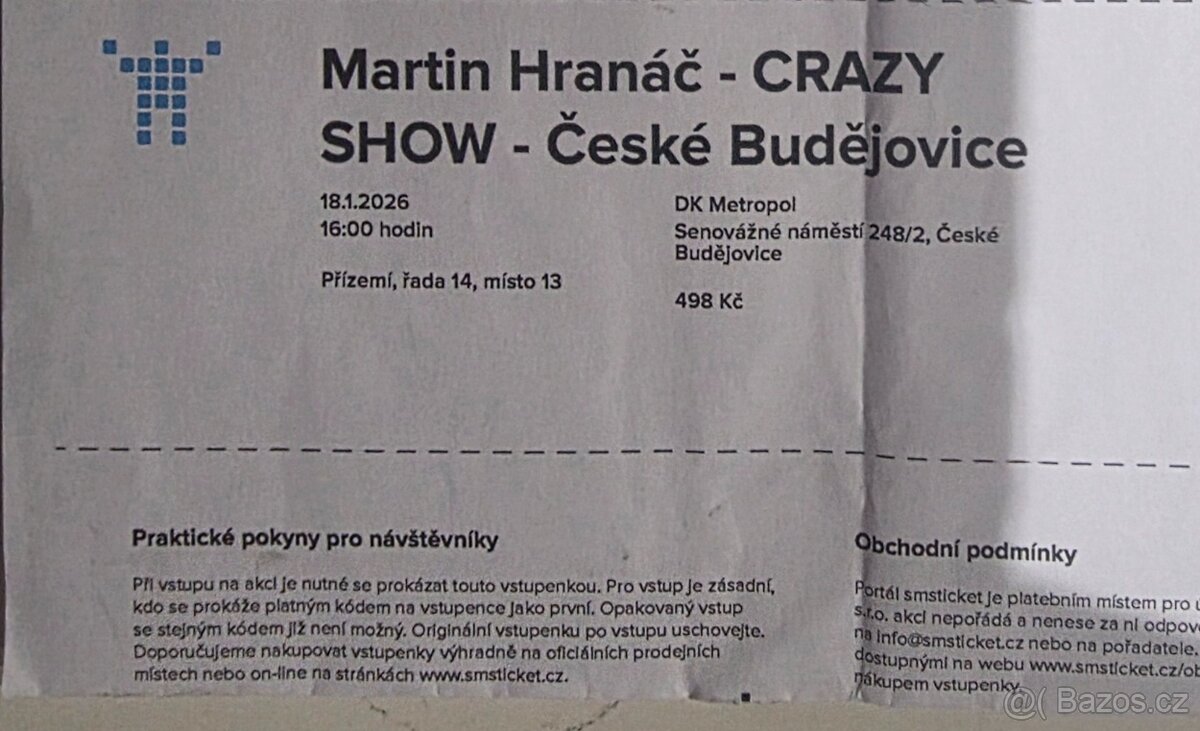 Martin Hranáč - CRAZY
SHOW - České Budějovice
18.1.2026
16:00 hodin
Přízemí, řada 14, místo 13
DK Metropol
Senovážné náměstí 248/2, České
Budějovice
498 Kč
Praktické pokyny pro návštěvníky
Při vstupu na akci je nutné se prokázat touto vstupenkou. Pro vstup je zásadní,
kdo se prokáže platným kódem na vstupence jako první. Opakovaný vstup
se stejným kódem již není možný. Originální vstupenku po vstupu uschovejte.
Doporučujeme nakupovat vstupenky výhradně na oficiálních prodejních
místech nebo on-line na stránkách www.smsticket.cz.
Obchodní podmínky
Portál smsticket je platebním místem pro
s.r.o. akci nepořádá a nenese za ni
na info@smsticket.cz nebo na pořadatele.
dostupnými na webu www.smsticket.cz/ob
nákupem vstupenky.
@( Bazos.cz